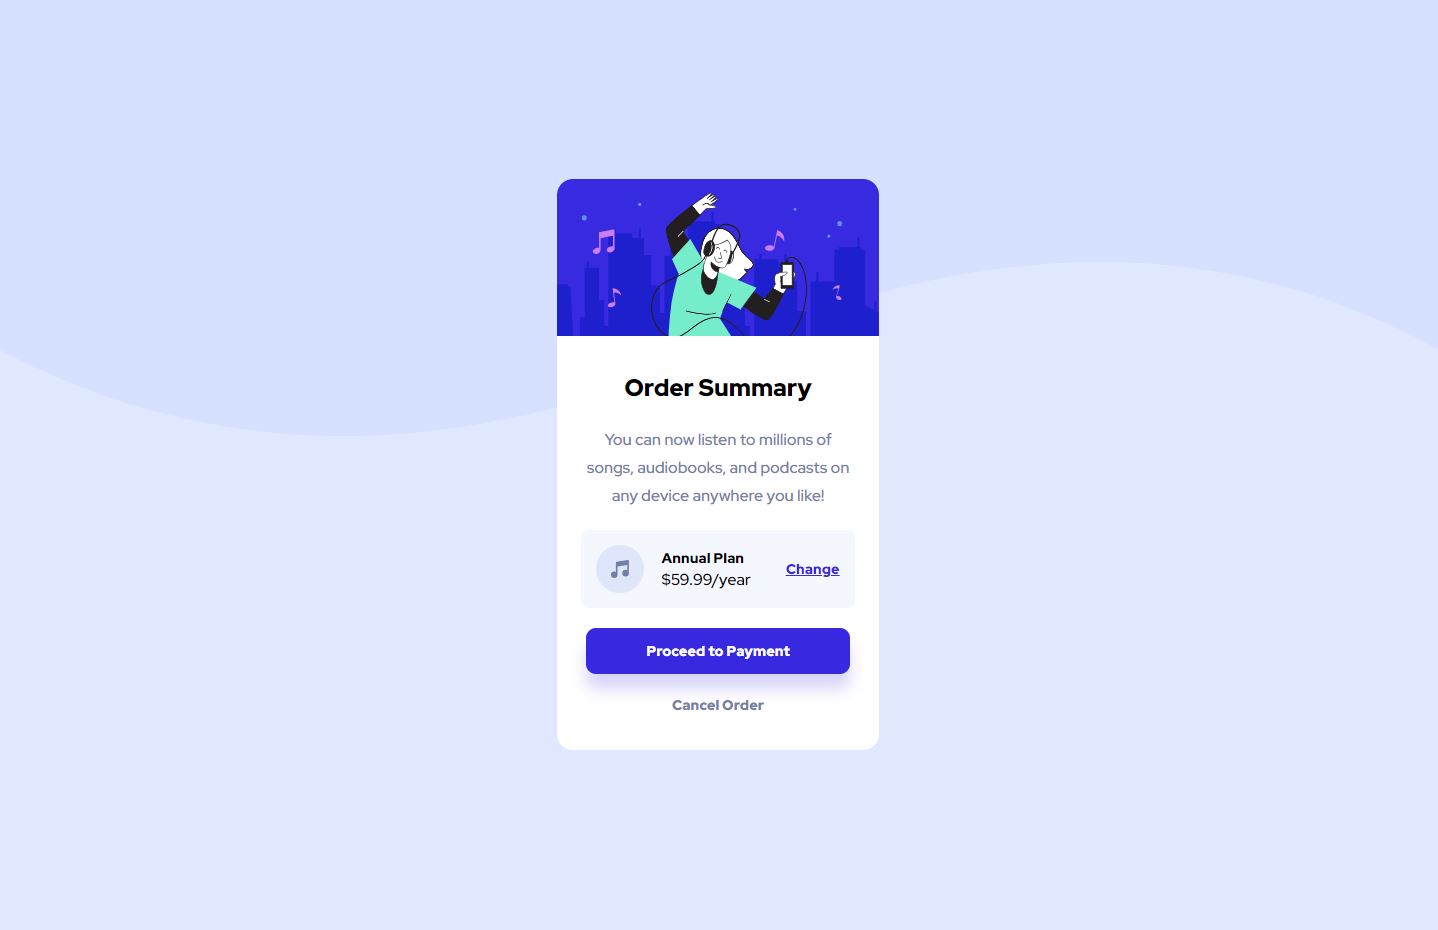 Order Summary
You can now listen to millions of
songs, audiobooks, and podcasts on
any device anywhere you like!
Annual Plan
$59.99/year
Change
Proceed to Payment
Cancel Order